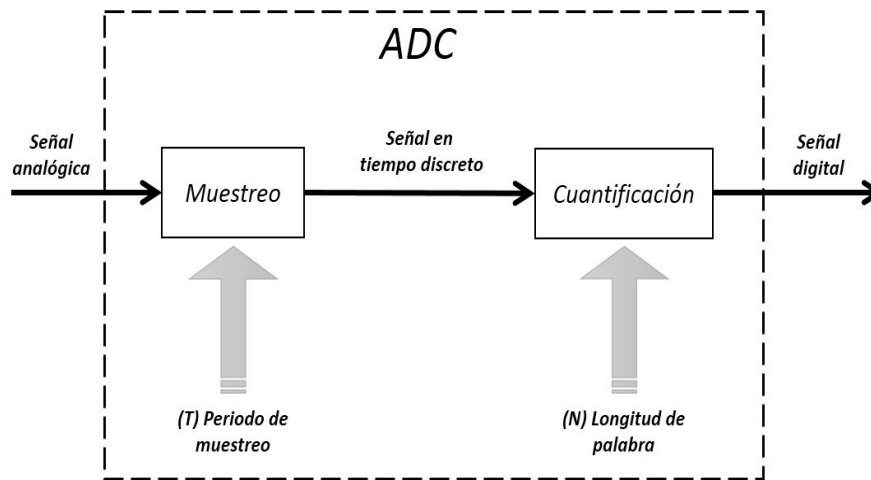 ADC
Señal
analógica
Muestreo
Señal en
tiempo discreto
Cuantificación
Señal
digital
(T) Periodo de
muestreo
(N) Longitud de
palabra